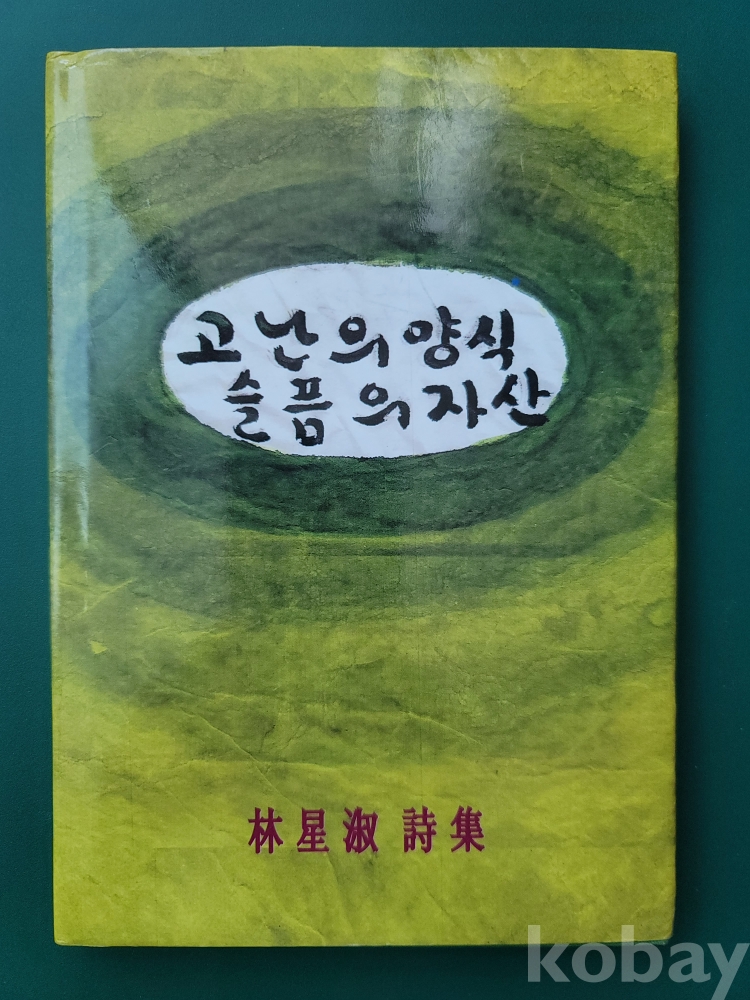 고난의 양식
슬픔의 자산
林星淑 詩集
kobay